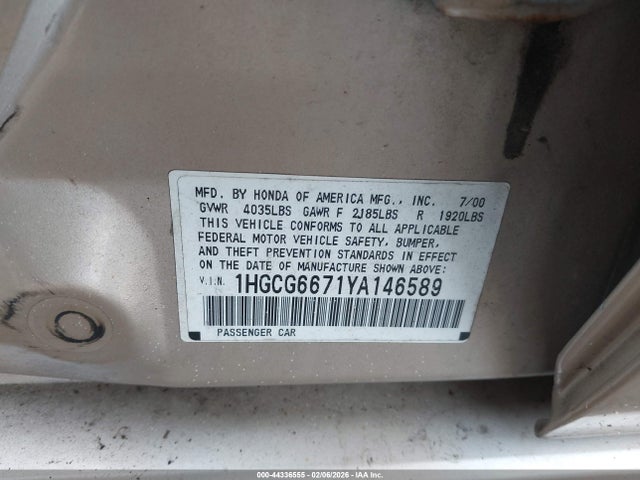 MFD. BY HONDA OF AMERICA MFG., INC. 7/00
GVWR 4035LBS GAWR F 2185LBS R 1920LBS
THIS VEHICLE CONFORMS TO ALL APPLICABLE
FEDERAL MOTOR VEHICLE SAFETY, BUMPER,
AND THEFT PREVENTION STANDARDS IN EFFECT
ON THE DATE OF MANUFACTURE SHOWN ABOVE:
V.I.N. 1HGCG6671YA146589
PASSENGER CAR
000-44336555 - 02/06/2026 - IAA Inc.